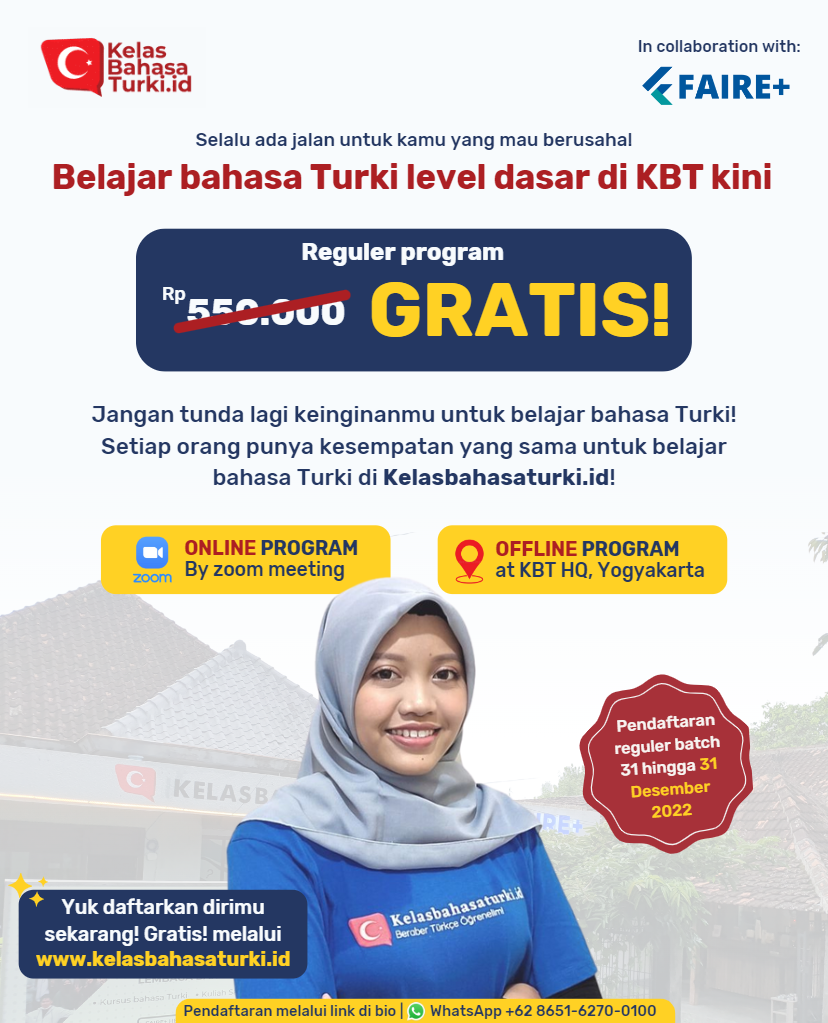 Kelas
Bahasa
Turki.id
In collaboration with:
FAIRE+
Selalu ada jalan untuk kamu yang mau berusaha!
Belajar bahasa Turki level dasar di KBT kini
Reguler program
Rp 550.000 GRATIS!
Jangan tunda lagi keinginanmu untuk belajar bahasa Turki!
Setiap orang punya kesempatan yang sama untuk belajar
bahasa Turki di Kelasbahasaturki.id!
zoom
ONLINE PROGRAM
By zoom meeting
OFFLINE PROGRAM
at KBT HQ, Yogyakarta
Pendaftaran
reguler batch
31 hingga 31
Desember
2022
KELASB
IRE+
Kelasbahasaturki.id
Beraber Türkçe Öğrenelim!
Yuk daftarkan dirimu
sekarang! Gratis! melalui
www.kelasbahasaturki.id
• Kursus bahasa Turki
Pendaftaran melalui link di bio | WhatsApp +62 8651-6270-0100